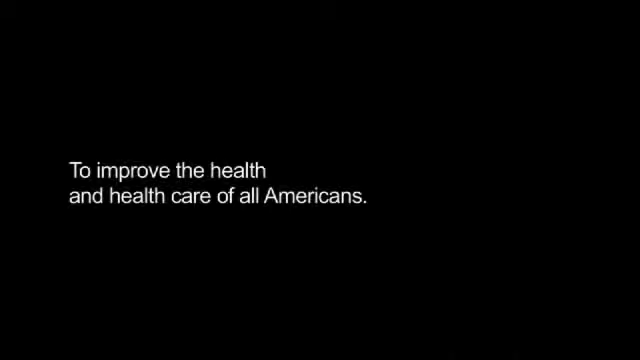 To improve the health
and health care of all Americans.